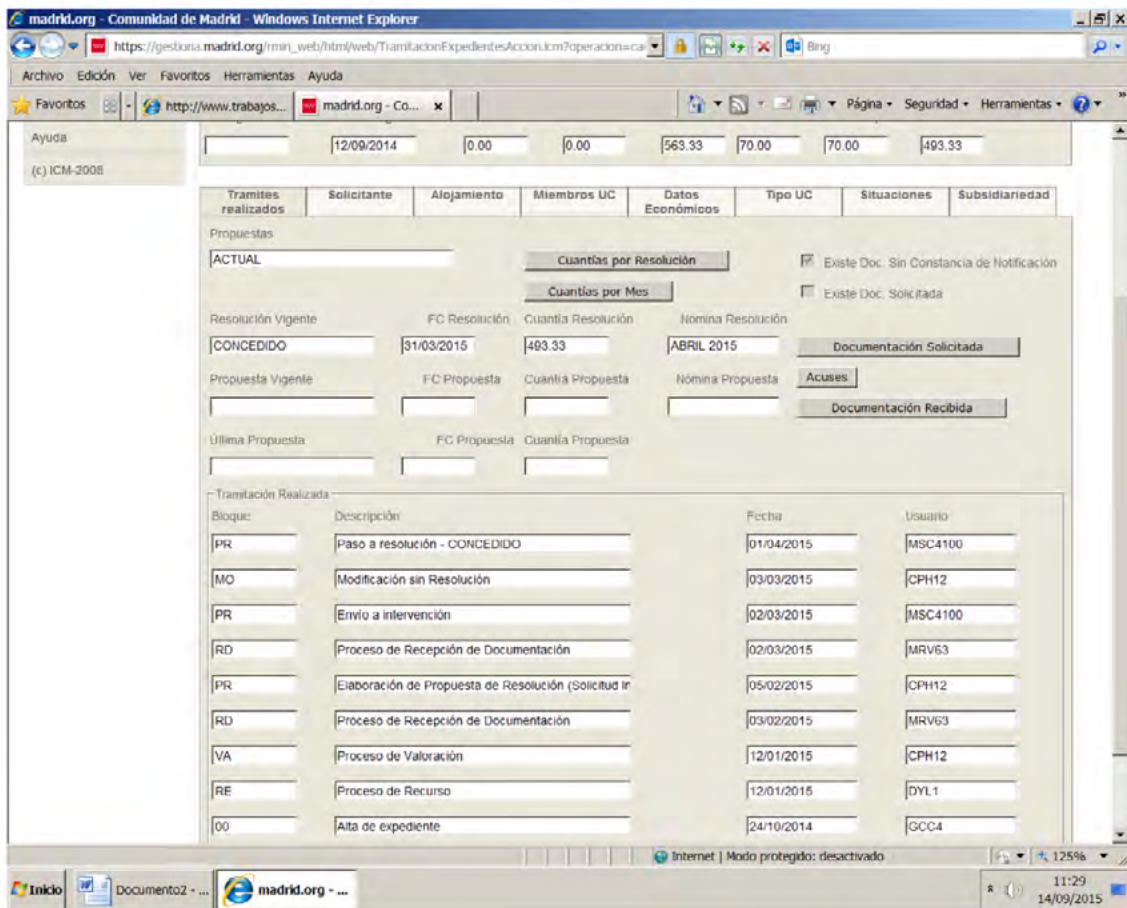 madrid.org - Comunidad de Madrid - Windows Internet Explorer
https://gestiona.madrid.org/rmin_web/html/web/TramitacionExpedientesAccion.icm?operacion=ca
Bing
Archivo Edición Ver Favoritos Herramientas Ayuda
Favoritos http://www.trabajos... madrid.org - Co... x Página Seguridad Herramientas
Ayuda
(c) ICM-2008
12/09/2014 0.00 0.00 563.33 70.00 70.00 493.33
Tramites realizados Solicitante Alojamiento Miembros UC Datos Económicos Tipo UC Situaciones Subsidiariedad
Propuestas
ACTUAL Cuantías por Resolución Existe Doc. Sin Constancia de Notificación
Cuantías por Mes Existe Doc. Solicitada
Resolución Vigente FC Resolución Cuantía Resolución Nomina Resolución
CONCEDIDO 31/03/2015 493.33 ABRIL 2015 Documentación Solicitada
Propuesta Vigente FC Propuesta Cuantía Propuesta Nómina Propuesta Acuses
Documentación Recibida
Última Propuesta FC Propuesta Cuantía Propuesta
Tramitación Realizada
Bloque Descripción Fecha Usuario
PR Paso a resolución - CONCEDIDO 01/04/2015 MSC4100
MO Modificación sin Resolución 03/03/2015 CPH12
PR Envío a intervención 02/03/2015 MSC4100
RD Proceso de Recepción de Documentación 02/03/2015 MRV63
PR Elaboración de Propuesta de Resolución (Solicitud In 05/02/2015 CPH12
RD Proceso de Recepción de Documentación 03/02/2015 MRV63
VA Proceso de Valoración 12/01/2015 CPH12
RE Proceso de Recurso 12/01/2015 DYL1
00 Alta de expediente 24/10/2014 GCC4
Internet | Modo protegido: desactivado 125%
Inicio Documento2 - ... madrid.org - ... 11:29
14/09/2015